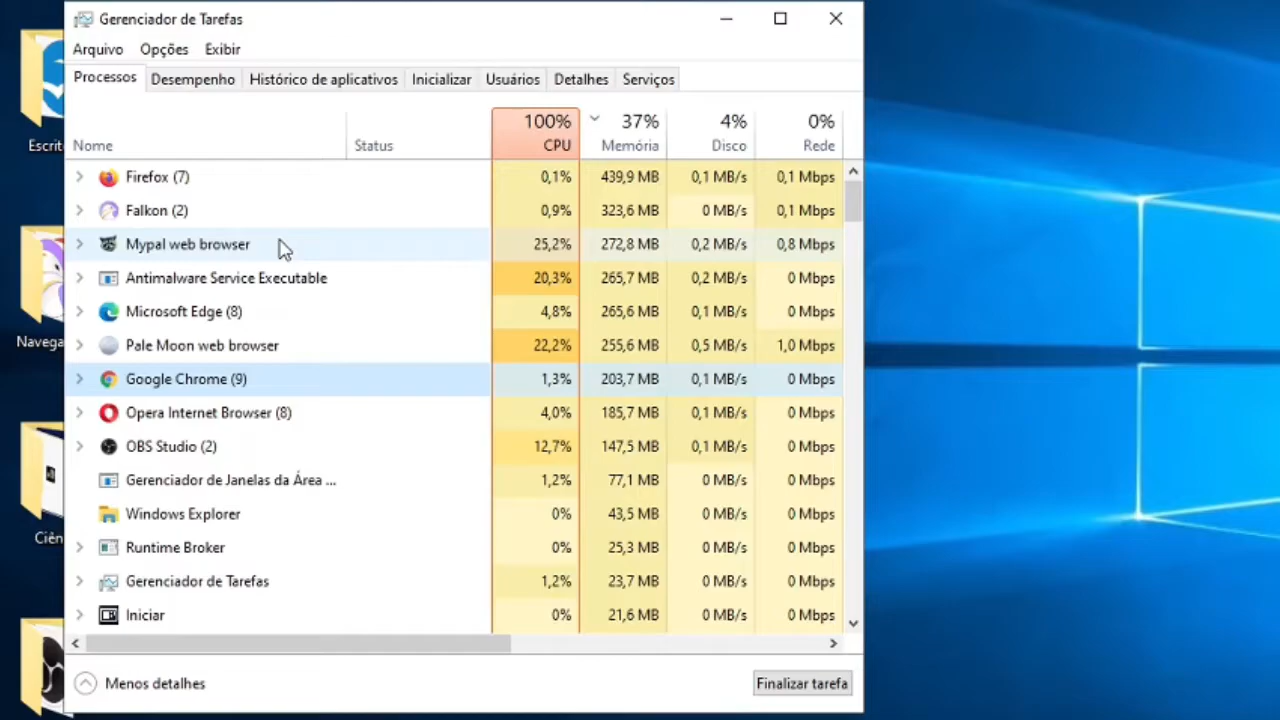 Gerenciador de Tarefas
Arquivo Opções Exibir
Processos Desempenho Histórico de aplicativos Inicializar Usuários Detalhes Serviços
100% 37% 4% 0%
Nome Status CPU Memória Disco Rede
Firefox (7) 0,1% 439,9 MB 0,1 MB/s 0,1 Mbps
Falkon (2) 0,9% 323,6 MB 0 MB/s 0,1 Mbps
Mypal web browser 25,2% 272,8 MB 0,2 MB/s 0,8 Mbps
Antimalware Service Executable 20,3% 265,7 MB 0,2 MB/s 0 Mbps
Microsoft Edge (8) 4,8% 265,6 MB 0,1 MB/s 0 Mbps
Pale Moon web browser 22,2% 255,6 MB 0,5 MB/s 1,0 Mbps
Google Chrome (9) 1,3% 203,7 MB 0,1 MB/s 0 Mbps
Opera Internet Browser (8) 4,0% 185,7 MB 0,1 MB/s 0 Mbps
OBS Studio (2) 12,7% 147,5 MB 0,1 MB/s 0 Mbps
Gerenciador de Janelas da Área ... 1,2% 77,1 MB 0 MB/s 0 Mbps
Windows Explorer 0% 43,5 MB 0 MB/s 0 Mbps
Runtime Broker 0% 25,3 MB 0 MB/s 0 Mbps
Gerenciador de Tarefas 1,2% 23,7 MB 0 MB/s 0 Mbps
Iniciar 0% 21,6 MB 0 MB/s 0 Mbps
Menos detalhes Finalizar tarefa
Escrit
Navega
Ciên